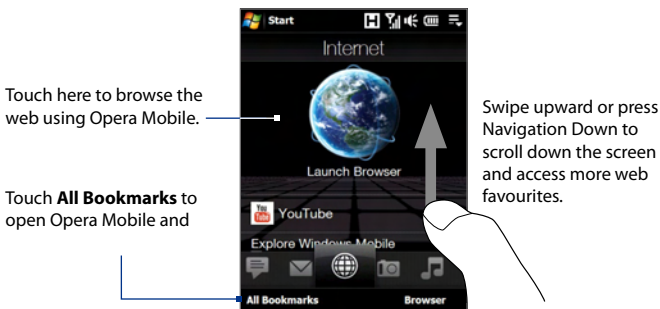 Start
H
Internet
Touch here to browse the
web using Opera Mobile.
Launch Browser
Swipe upward or press
Navigation Down to
scroll down the screen
and access more web
favourites.
Touch All Bookmarks to
open Opera Mobile and
You Tube
YouTube
Explore Windows Mobile
All Bookmarks
Browser